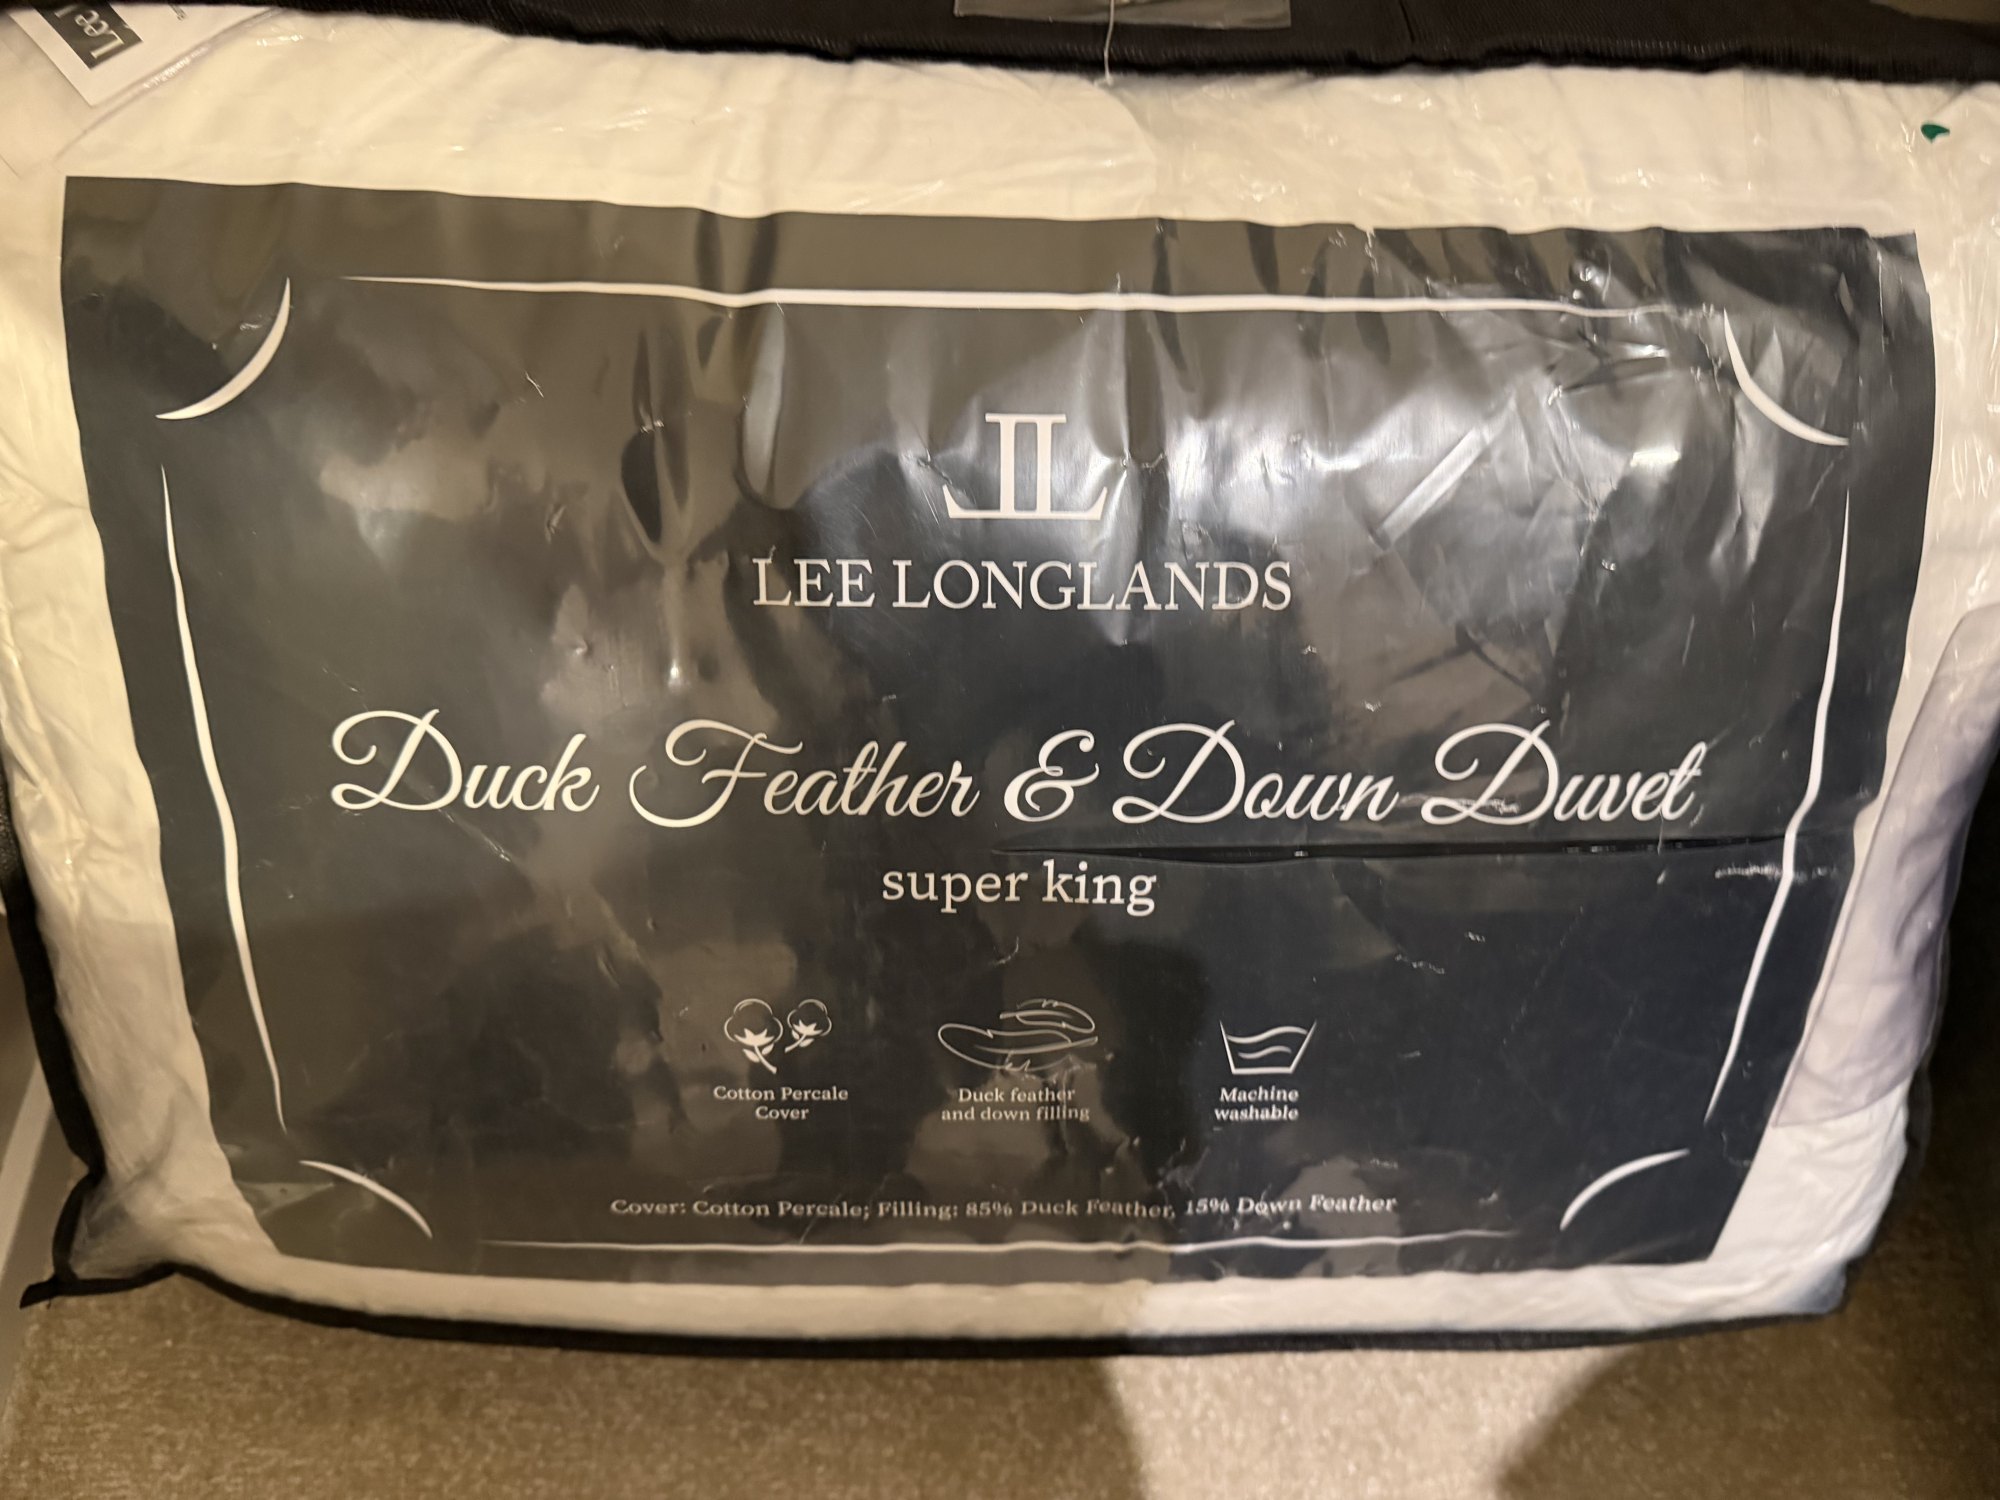 Lee
LL
LEE LONGLANDS
Duck Feather & Down Duvet
super king
Cotton Percale
Cover
Duck feather
and down filling
Machine
washable
Cover: Cotton Percale; Filling: 85% Duck Feather, 15% Down Feather